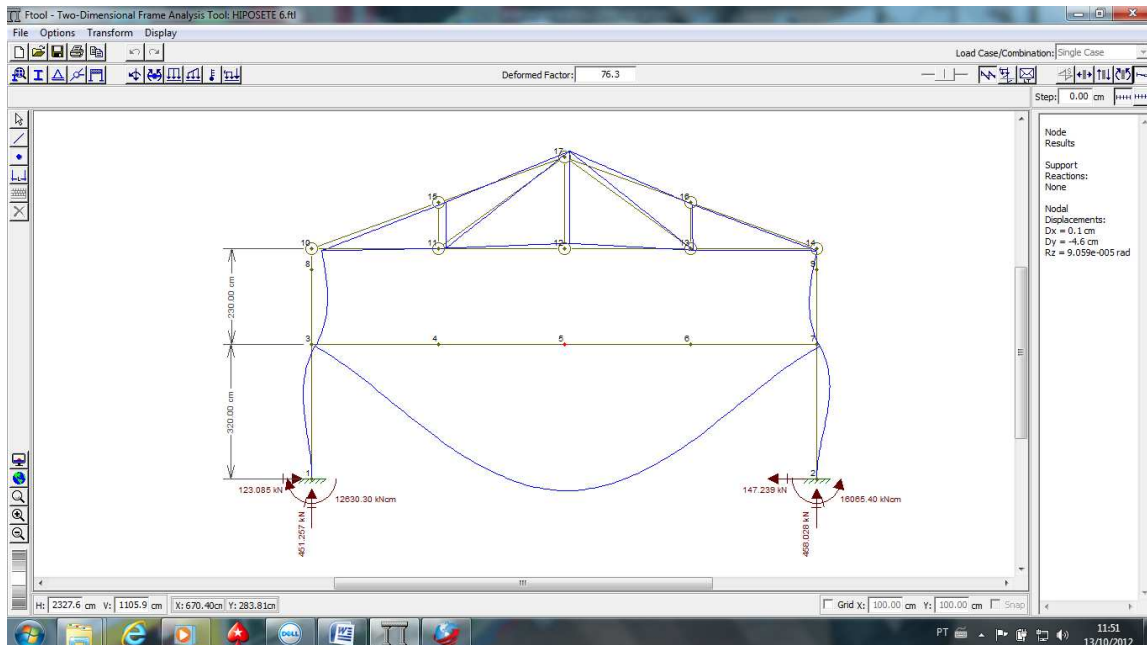 Ftool - Two-Dimensional Frame Analysis Tool: HIPOSETE 6.ftl
File Options Transform Display
Load Case/Combination: Single Case
Deformed Factor: 76.3
Step: 0.00 cm
Node
Results
Support
Reactions:
None
Nodal
Displacements:
Dx = 0.1 cm
Dy = -4.6 cm
Rz = 9.059e-005 rad
17
15
16
10
11
12
13
14
8
9
230.00 cm
3
4
5
6
7
320.00 cm
1
2
123.085 kN
12630.30 kNcm
147.239 kN
16065.40 kNcm
451.257 kN
458.028 kN
H: 2327.6 cm V: 1105.9 cm X: 670.40cm Y: 283.81cm
Grid X: 100.00 cm Y: 100.00 cm Snap
DELL
W
PT
11:51
13/10/2012